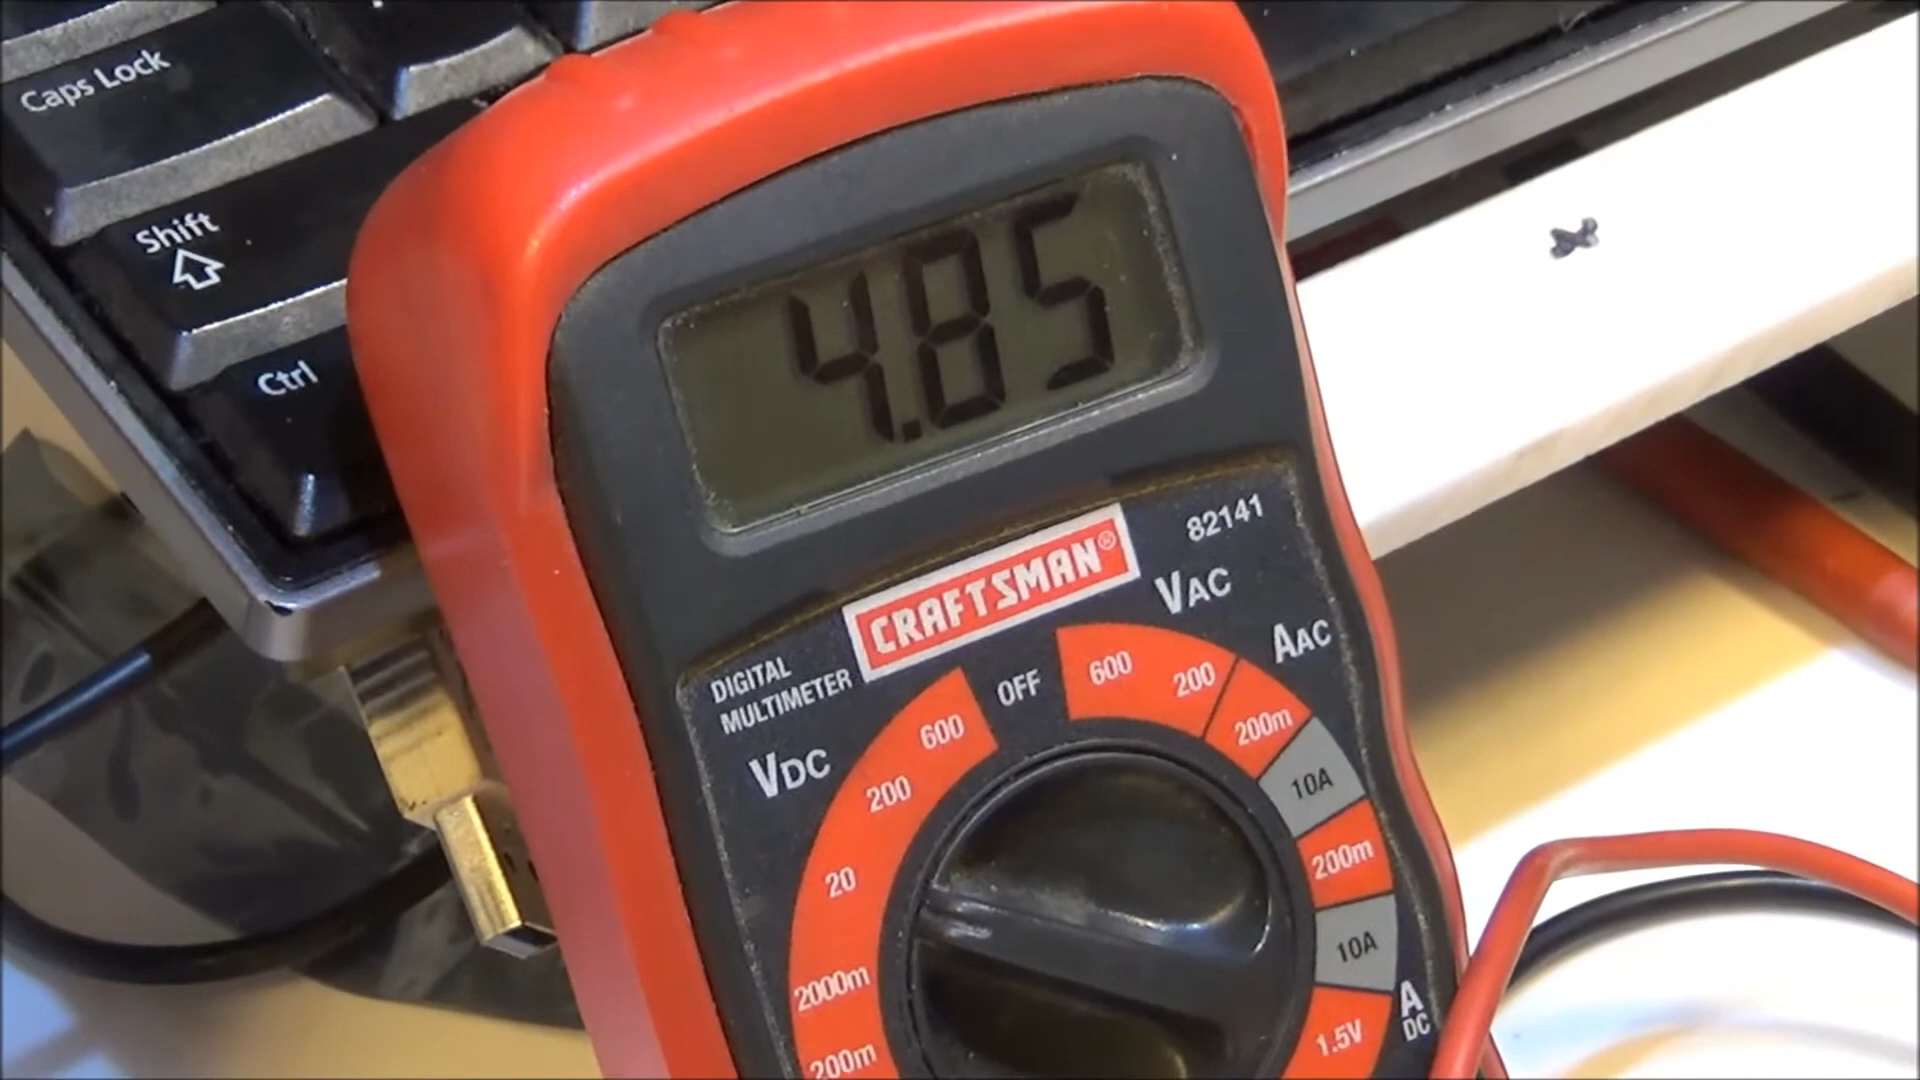 Caps Lock
Shift
Ctrl
4.85
82141
CRAFTSMAN®
DIGITAL
MULTIMETER
VAC
AAC
OFF
600
200
200m
10A
200m
10A
1.5V
A
DC
VDC
600
200
20
2000m
200m